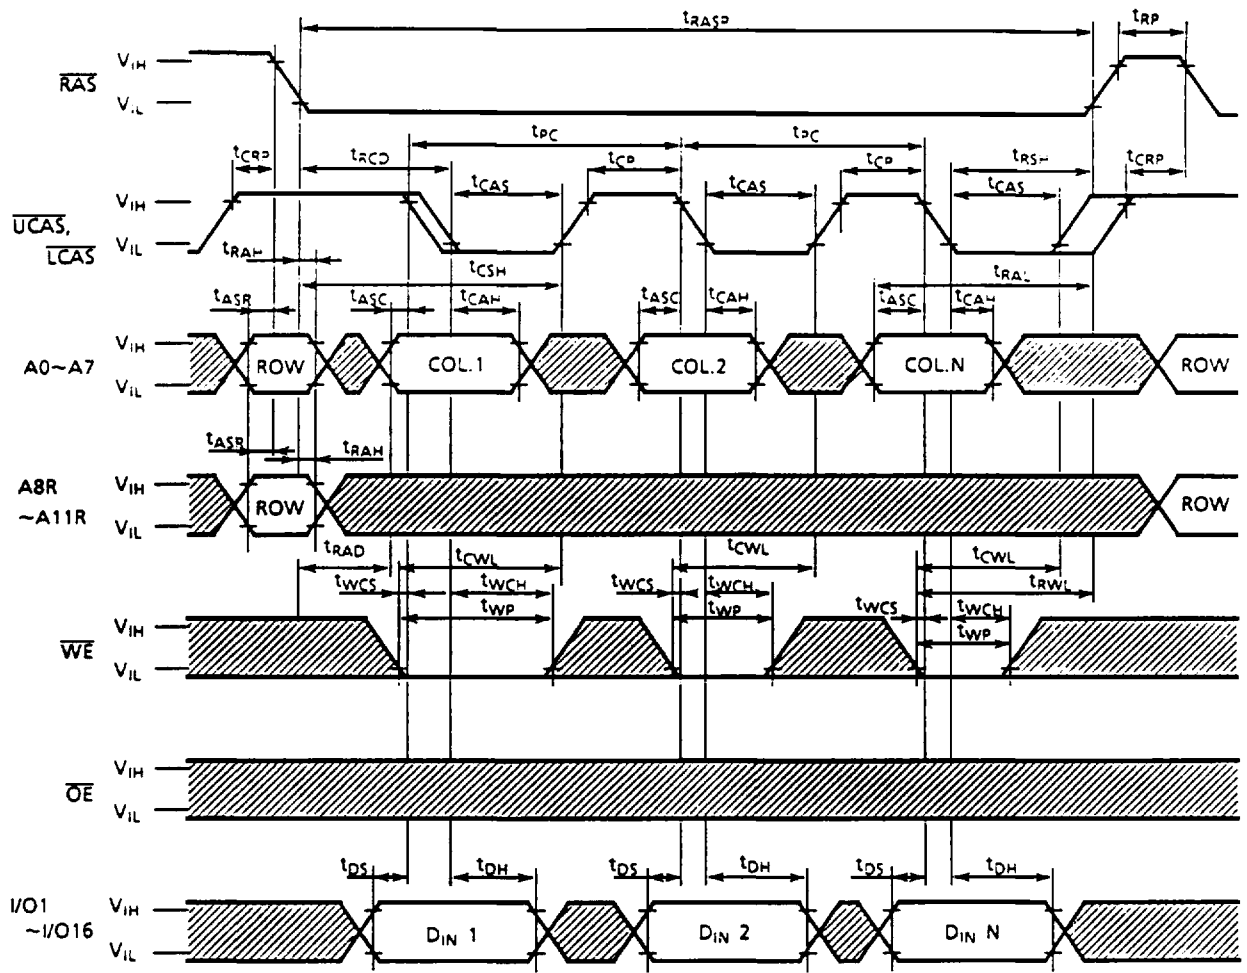 tRASP
tRP
RAS
VIH
VIL
tPC
tPC
tCRP
tRCD
tCP
tCP
tRSH
tCRP
tCAS
tCAS
tCAS
UCAS,
LCAS
VIH
VIL
tRAH
tCSH
tRAL
tASR
tASC
tCAH
tASC
tCAH
tASC
tCAH
A0~A7
VIH
VIL
ROW
COL.1
COL.2
COL.N
ROW
tASR
tRAH
A8R
~A11R
VIH
VIL
ROW
ROW
tRAD
tCWL
tCWL
tCWL
tWCS
tWCH
tWCS
tWCH
tRWL
tWP
tWP
tWCS
tWCH
tWP
WE
VIH
VIL
OE
VIH
VIL
tDS
tDH
tDS
tDH
tDS
tDH
I/O1
~I/O16
VIH
VIL
DIN 1
DIN 2
DIN N